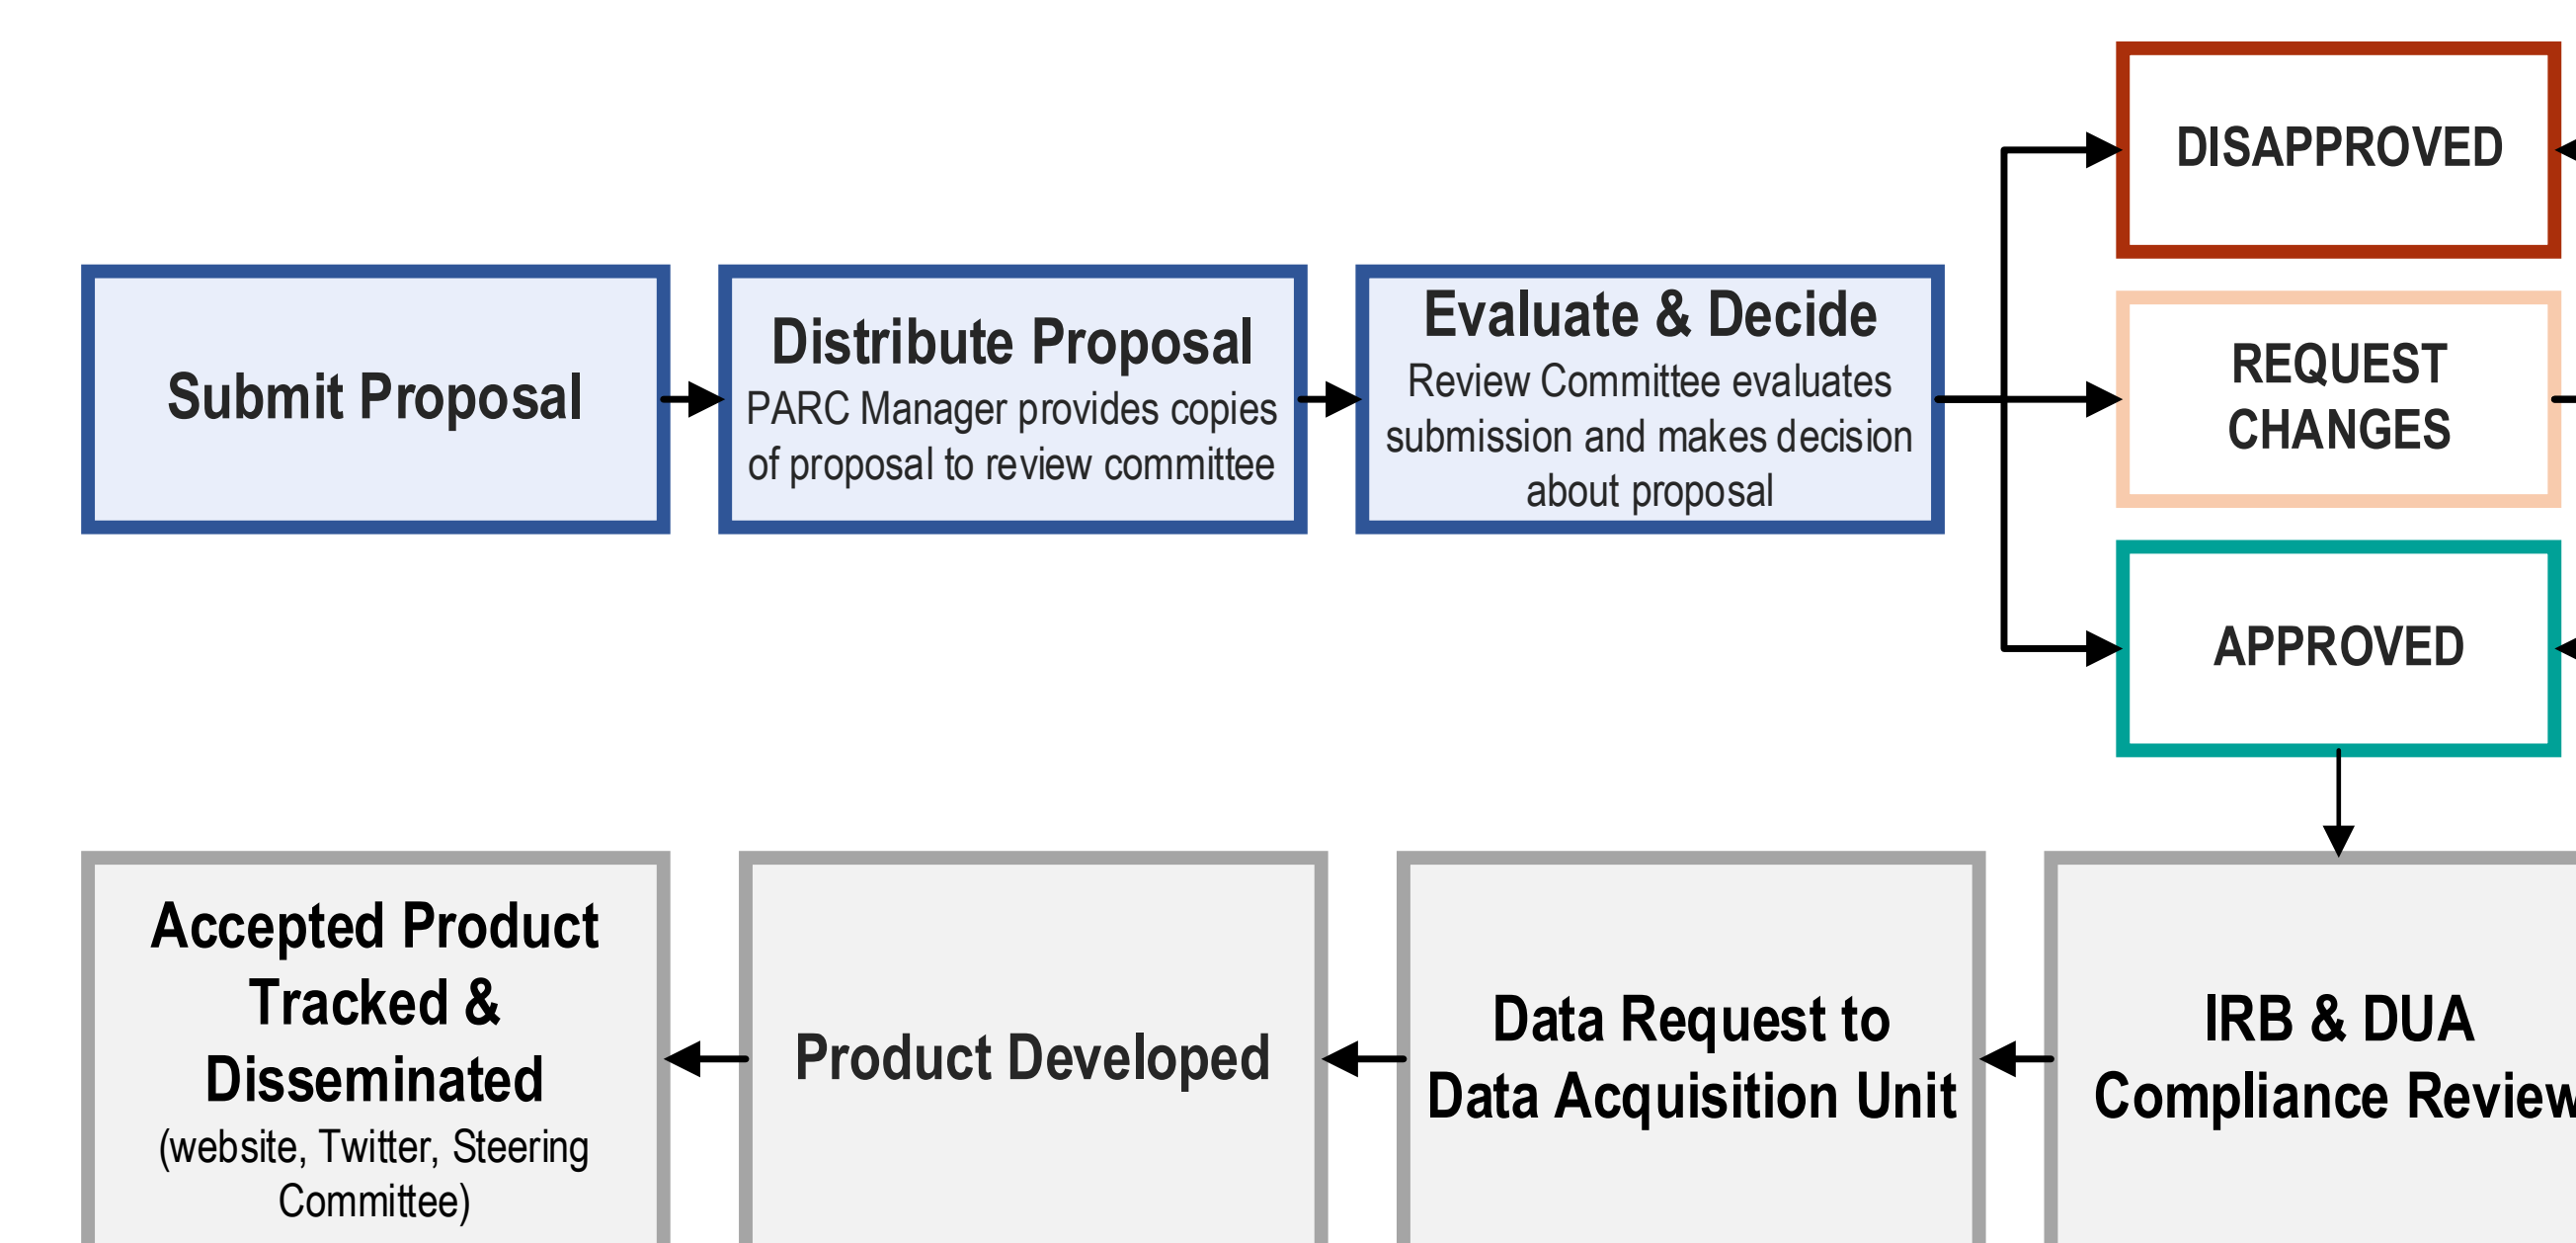 DISAPPROVED
Submit Proposal
Distribute Proposal
PARC Manager provides copies
of proposal to review committee
Evaluate & Decide
Review Committee evaluates
submission and makes decision
about proposal
REQUEST
CHANGES
APPROVED
Accepted Product
Tracked &
Disseminated
(website, Twitter, Steering
Committee)
Product Developed
Data Request to
Data Acquisition Unit
IRB & DUA
Compliance Review